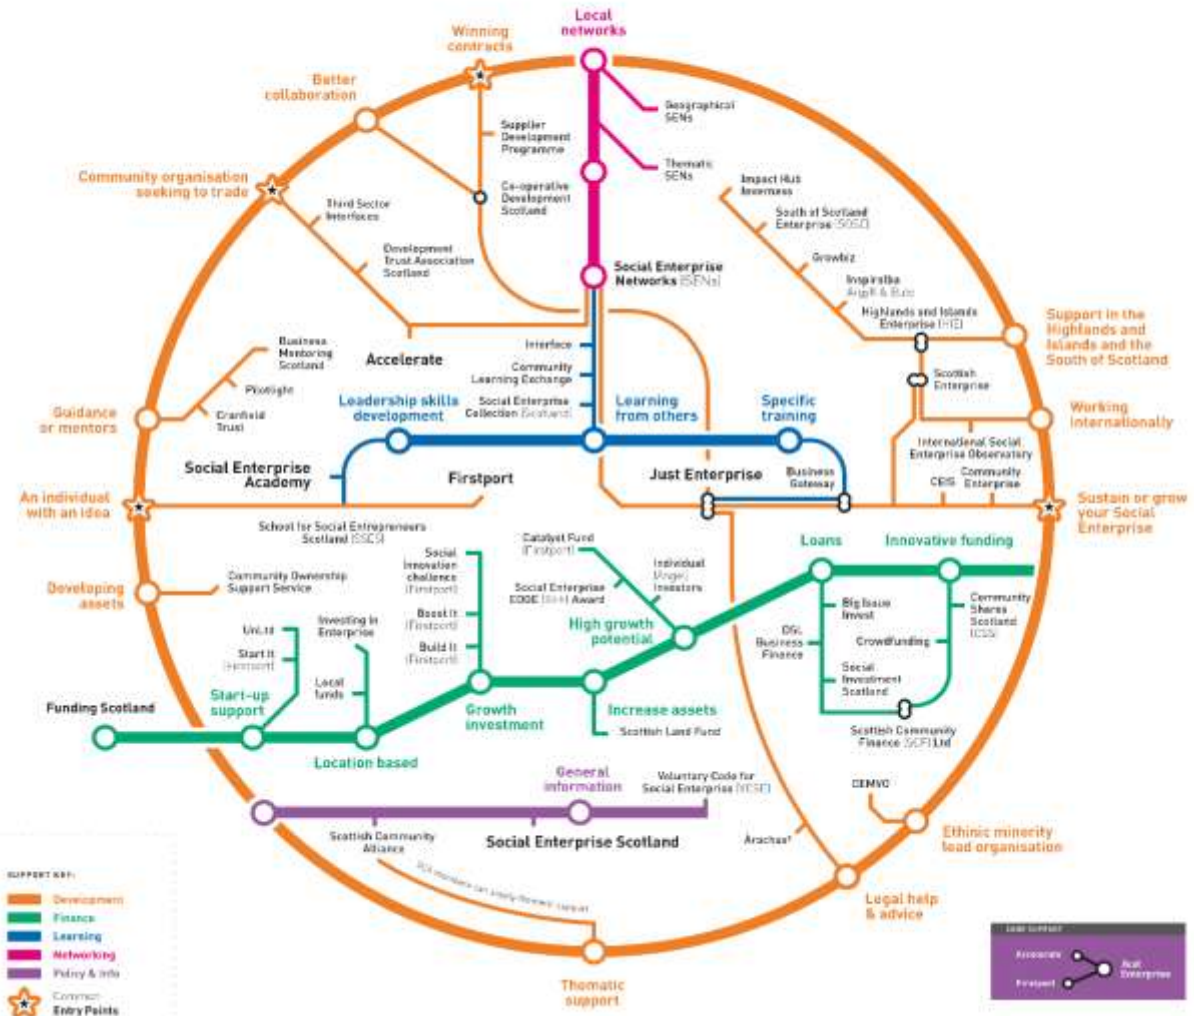 Local
networks
Winning
contracts
Better
collaboration
Community organisation
seeking to trade
Geographical
SENs
Supplier
Development
Programme
Thematic
SENs
Co-operative
Development
Scotland
Impact Hub
Inverness
Third Sector
Interfaces
South of Scotland
Enterprise (SOSE)
Development
Trust Association
Scotland
Growbiz
Social Enterprise
Networks (SENs)
Inspiralba
Argyll & Bute
Highlands and Islands
Enterprise (HIE)
Support in the
Highlands and
Islands and the
South of Scotland
Business
Mentoring
Scotland
Accelerate
Interface
Community
Learning Exchange
Scottish
Enterprise
Pilotlight
Cranfield
Trust
Guidance
or mentors
Leadership skills
development
Social Enterprise
Collection (Scotland)
Learning
from others
Specific
training
Working
Internationally
International Social
Enterprise Observatory
Social Enterprise
Academy
Firstport
Just Enterprise
Business
Gateway
CEIS
Community
Enterprise
An individual
with an idea
Sustain or grow
your Social
Enterprise
School for Social Entrepreneurs
Scotland (SSES)
Catalyst Fund
(Firstport)
Loans
Innovative funding
Social
Innovation
challence
(Firstport)
Individual
(Angel)
Investors
Developing
assets
Community Ownership
Support Service
Social Enterprise
EDGE Award
Boost It
(Firstport)
Big Issue
Invest
Community
Shares
Scotland
(CSS)
UnLtd
Investing in
Enterprise
High growth
potential
DSL
Business
Finance
Crowdfunding
Start It
(Firstport)
Build It
(Firstport)
Local
funds
Social
Investment
Scotland
Funding Scotland
Start-up
support
Growth
investment
Increase assets
Scottish Land Fund
Scottish Community
Finance (SCF) Ltd
Location based
General
information
Voluntary Code for
Social Enterprise (VCSE)
CEMVO
Scottish Community
Alliance
Social Enterprise Scotland
Ethinic minority
lead organisation
SCA members can supply thematic support
Legal help
& advice
Thematic
support
SUPPORT KEY:
Development
Finance
Learning
Networking
Policy & Info
Common
Entry Points
Accelerate
Firstport
Just
Enterprise